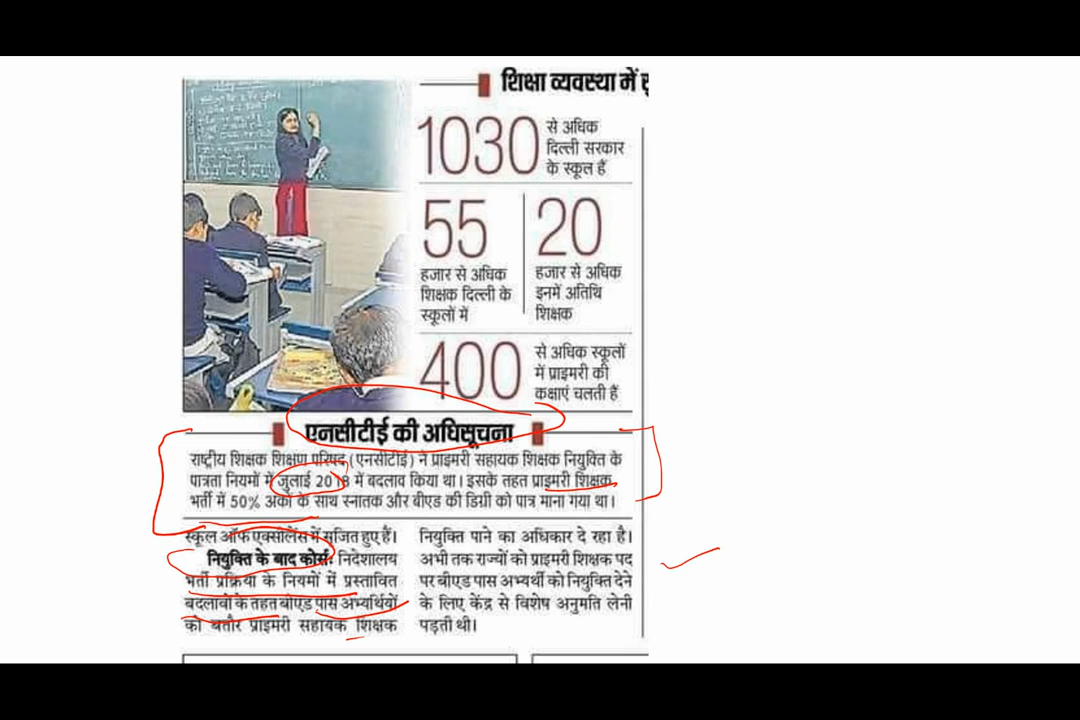 शिक्षा व्यवस्था में
1030 से अधिक
दिल्ली सरकार
के स्कूल हैं
55
हजार से अधिक
शिक्षक दिल्ली के
स्कूलों में
20
हजार से अधिक
इनमें अतिथि
शिक्षक
400 से अधिक स्कूलों
में प्राइमरी की
कक्षाएं चलती हैं
एनसीटीई की अधिसूचना
राष्ट्रीय शिक्षक शिक्षण परिषद (एनसीटीई) ने प्राइमरी सहायक शिक्षक नियुक्ति के
पात्रता नियमों में जुलाई 2018 में बदलाव किया था। इसके तहत प्राइमरी शिक्षक
भर्ती में 50% अंकों के साथ स्नातक और बीएड की डिग्री को पात्र माना गया था।
स्कूल ऑफ एक्सीलेंस में सृजित हुए हैं।
नियुक्ति के बाद कोर्स: निदेशालय
भर्ती प्रक्रिया के नियमों में प्रस्तावित
बदलावों के तहत बीएड पास अभ्यर्थियों
को बतौर प्राइमरी सहायक शिक्षक
नियुक्ति पाने का अधिकार दे रहा है।
अभी तक राज्यों को प्राइमरी शिक्षक पद
पर बीएड पास अभ्यर्थी को नियुक्ति देने
के लिए केंद्र से विशेष अनुमति लेनी
पड़ती थी।